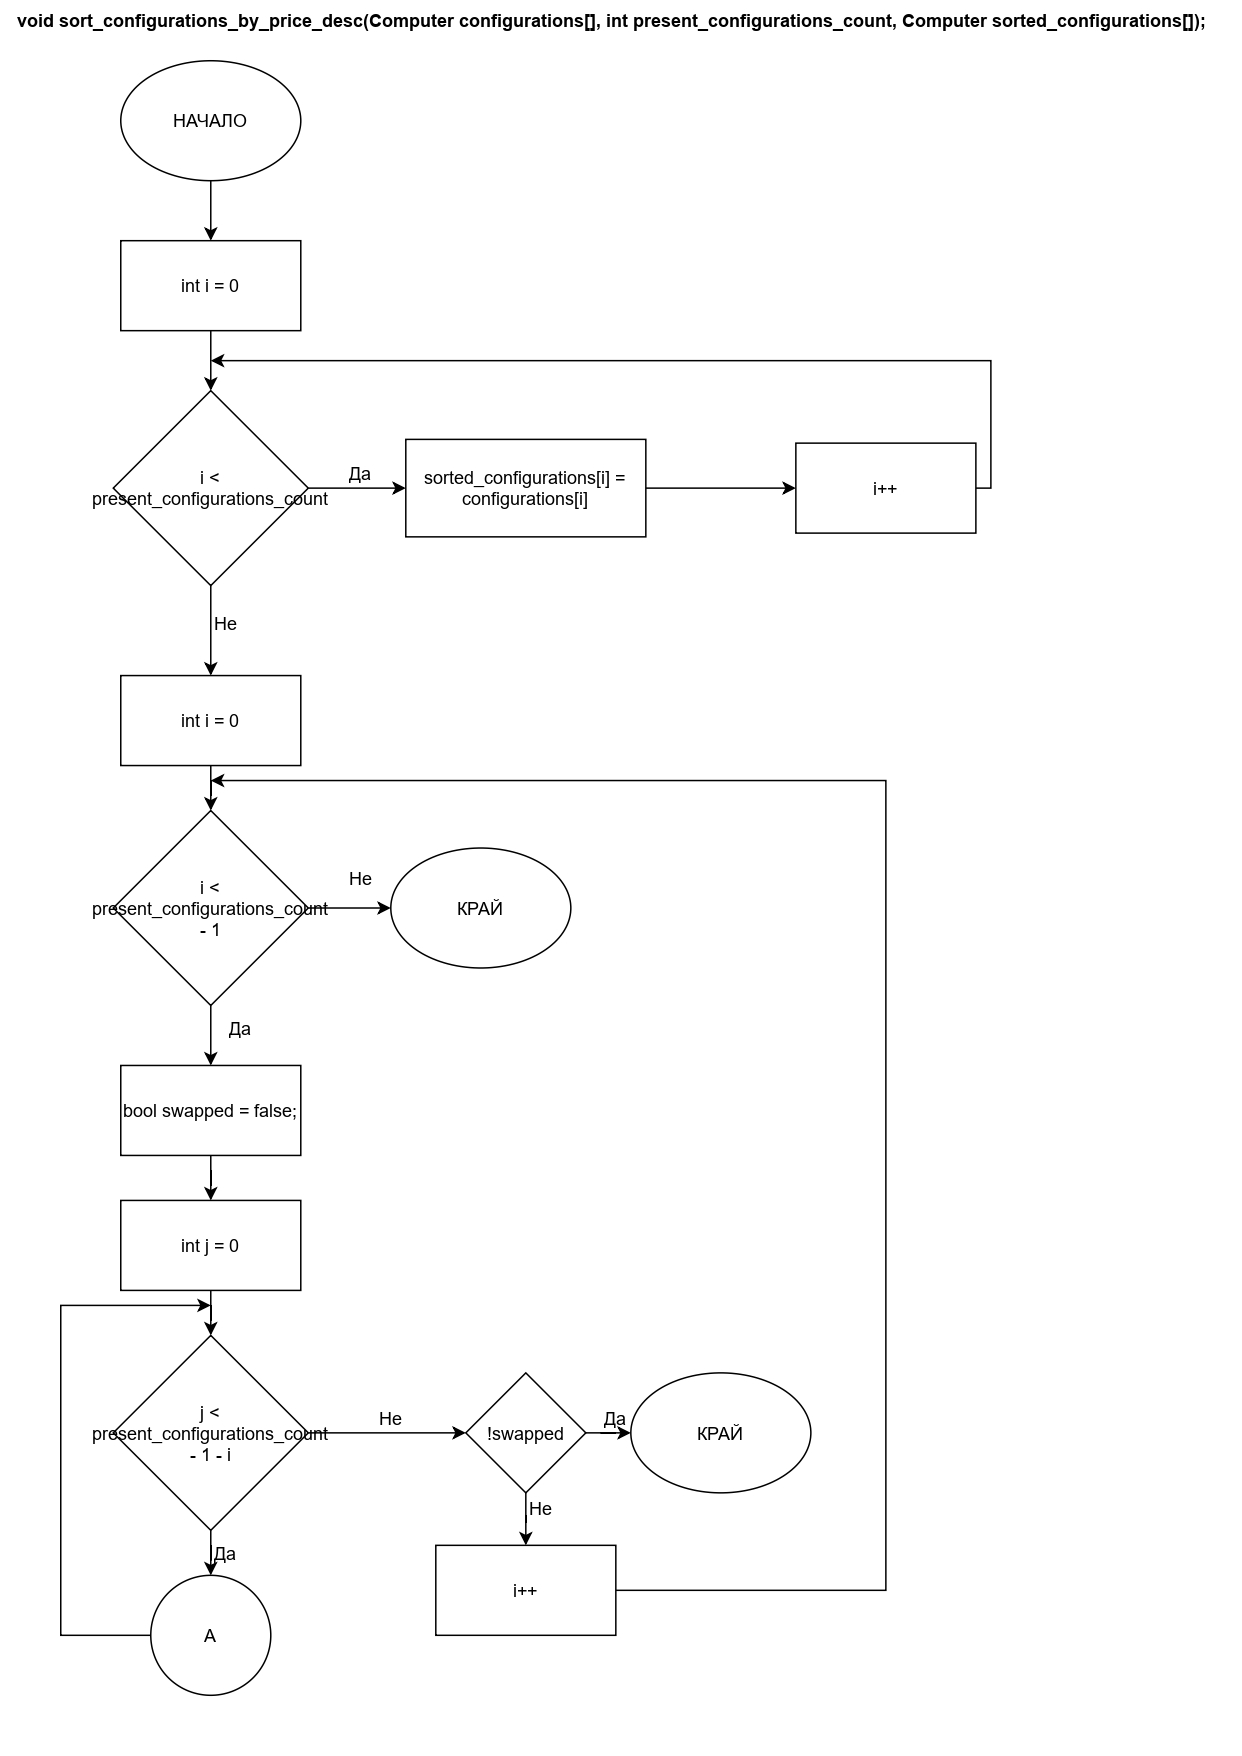 void sort_configurations_by_price_desc(Computer configurations[], int present_configurations_count, Computer sorted_configurations[]);
НАЧАЛО
int i = 0
i <
present_configurations_count
Да
sorted_configurations[i] =
configurations[i]
i++
Не
int i = 0
i <
present_configurations_count
- 1
Не
КРАЙ
Да
bool swapped = false;
int j = 0
j <
present_configurations_count
- 1 - i
Не
!swapped
Да
КРАЙ
Не
i++
Да
A